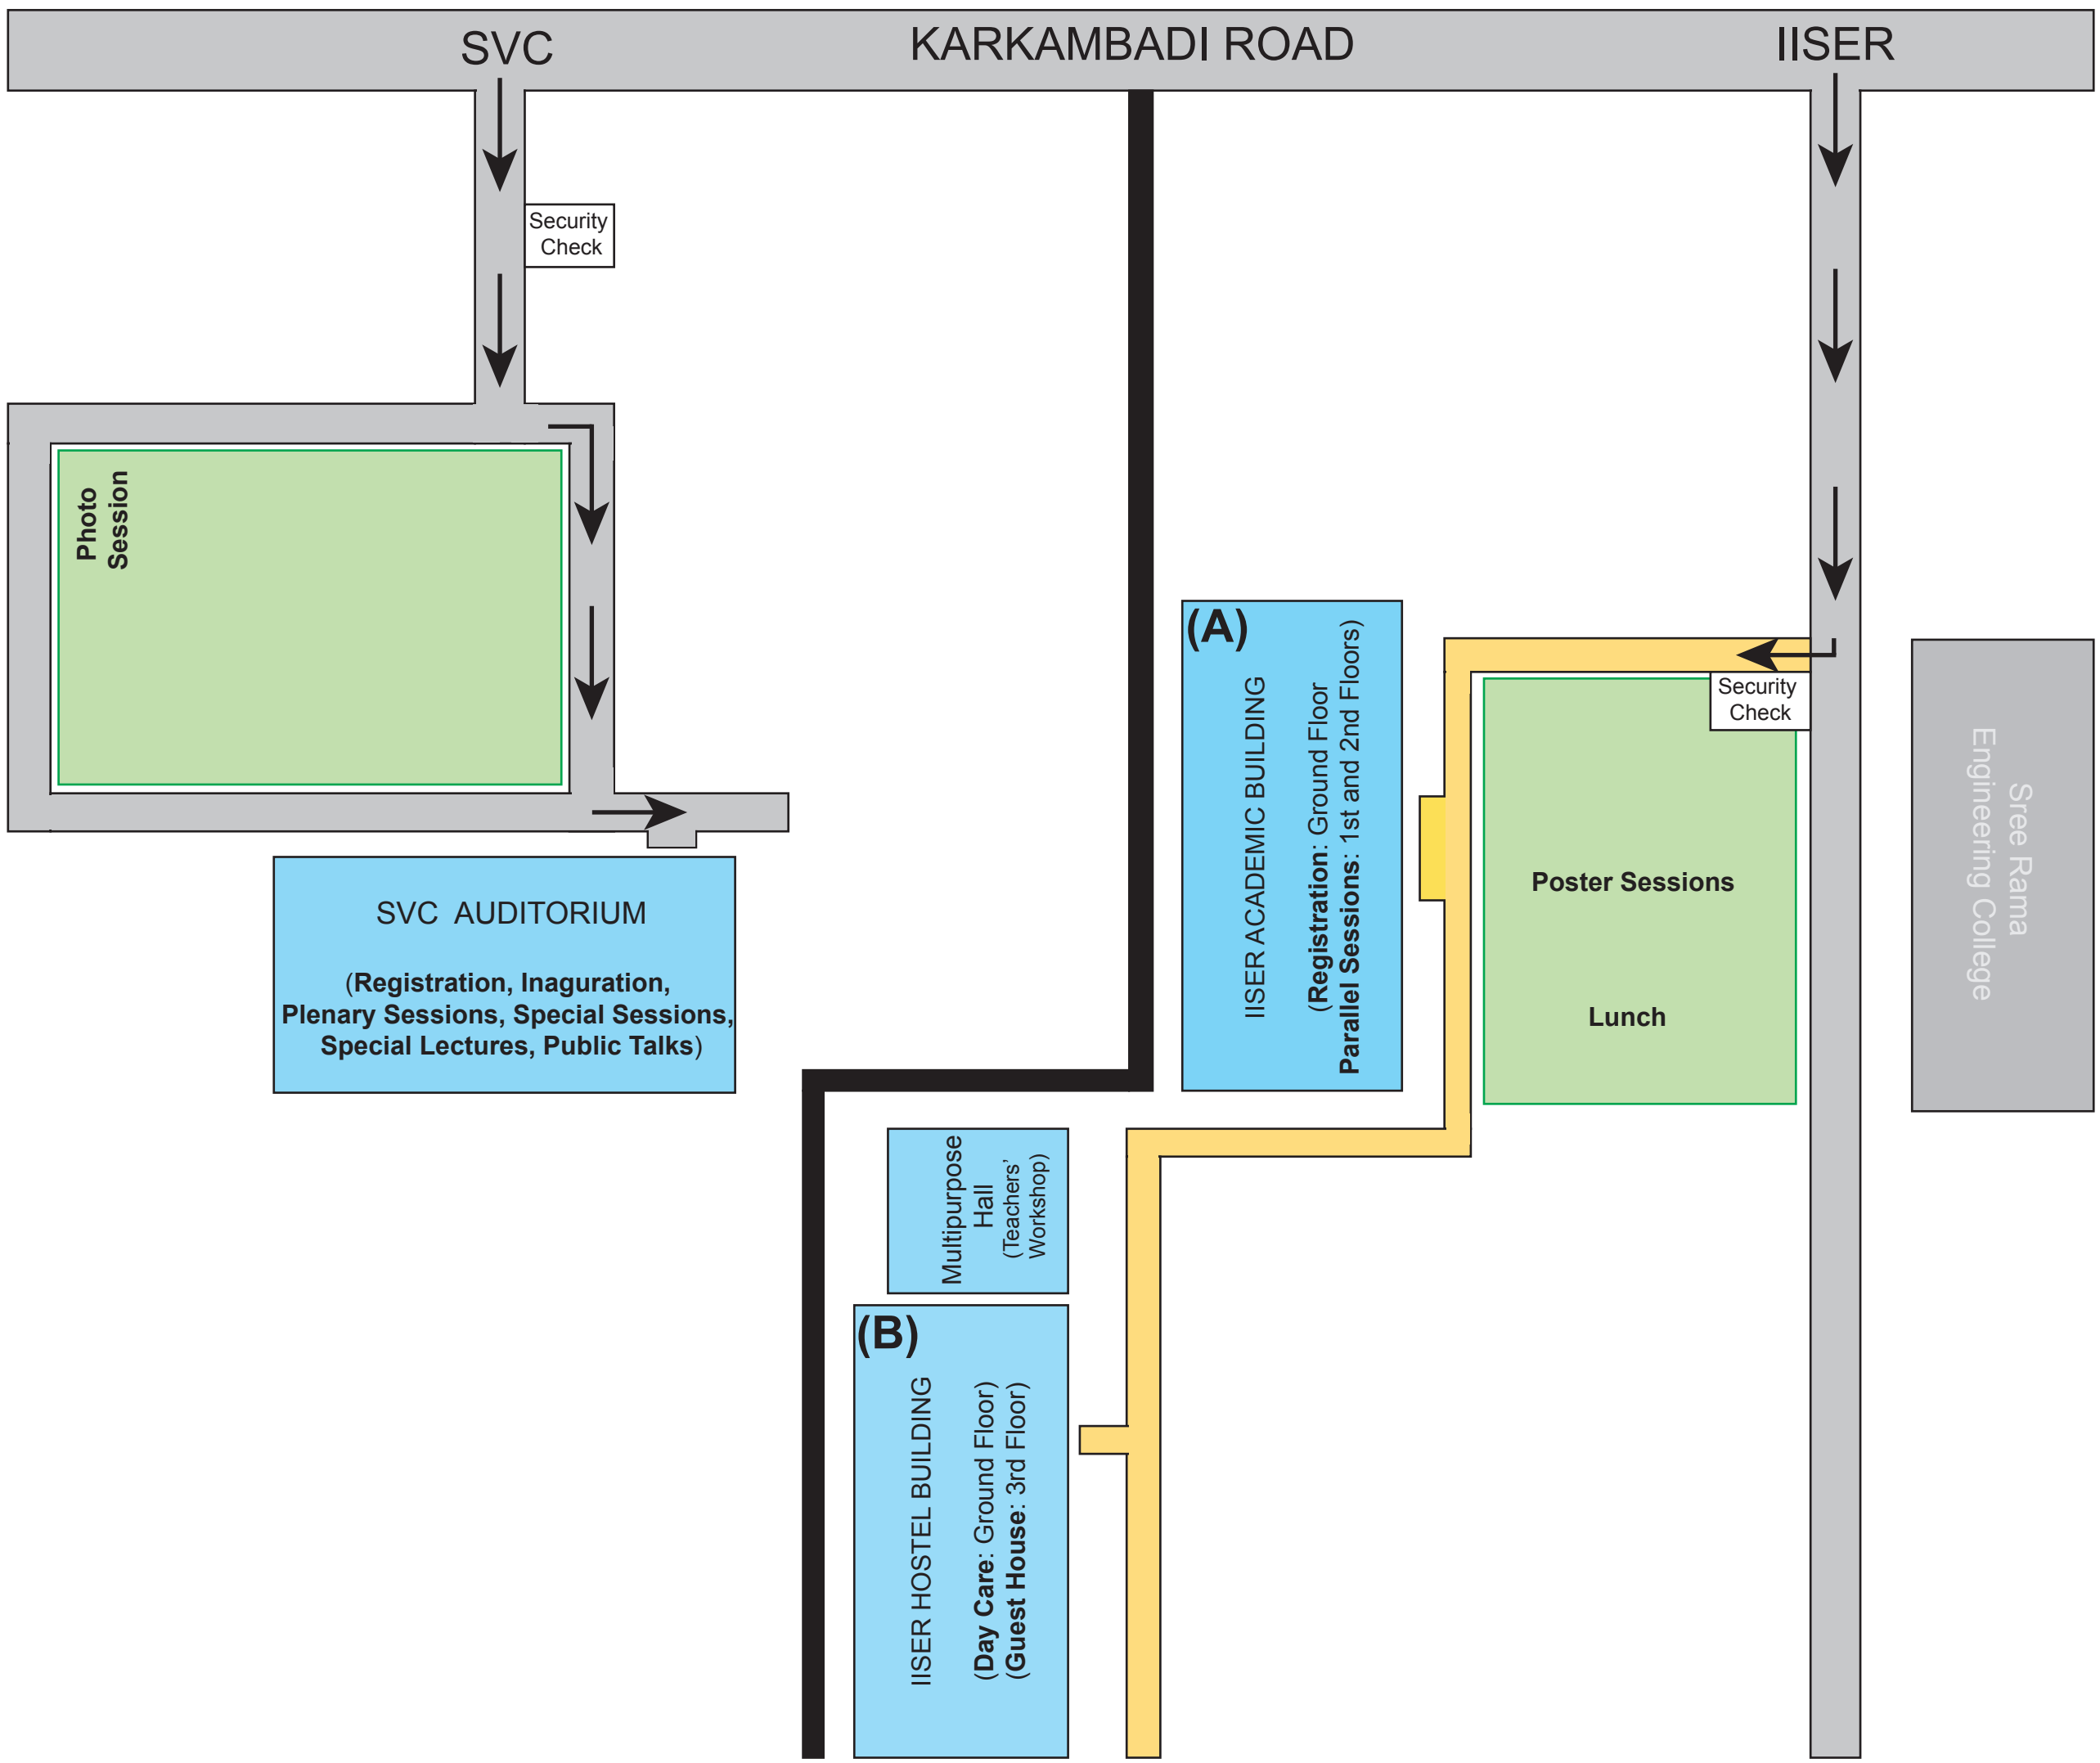 SVC
KARKAMBADI ROAD
IISER
Security
Check
Photo
Session
SVC  AUDITORIUM
(Registration, Inaguration,
Plenary Sessions, Special Sessions,
Special Lectures, Public Talks)
(A)
IISER ACADEMIC BUILDING
(Registration: Ground Floor
Parallel Sessions: 1st and 2nd Floors)
Security
Check
Poster Sessions
Lunch
Sree Rama
Engineering College
Multipurpose
Hall
(Teachers’
Workshop)
(B)
IISER HOSTEL BUILDING
(Day Care: Ground Floor)
(Guest House: 3rd Floor)